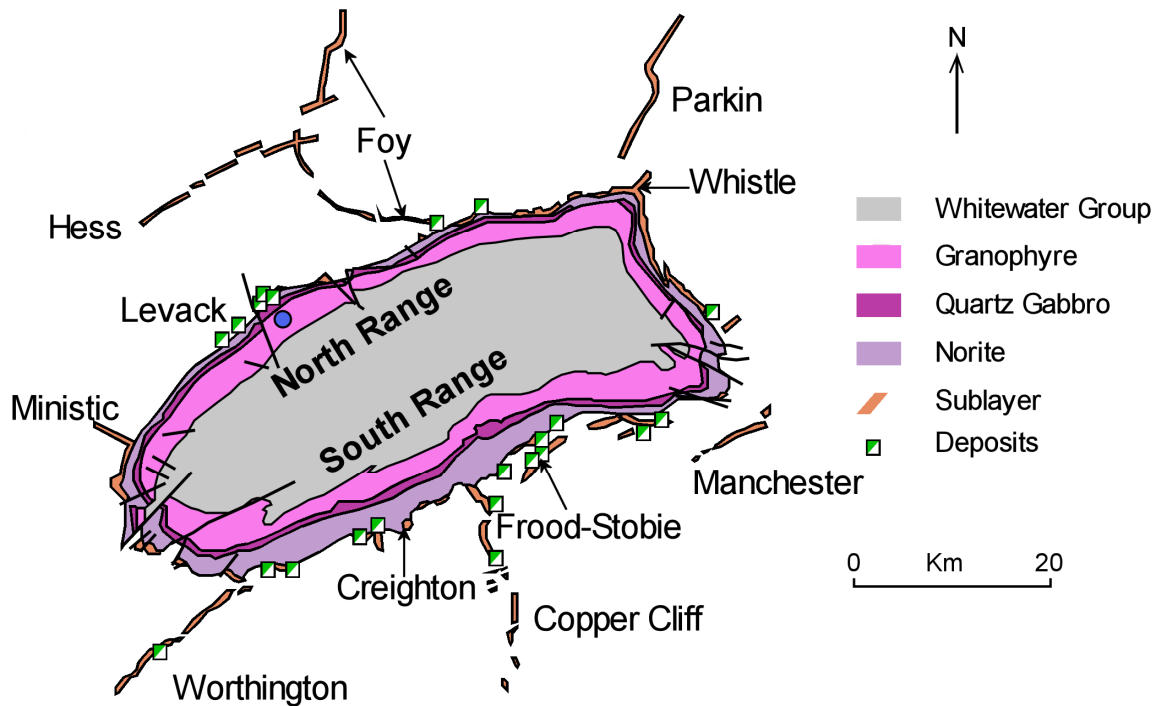 N
Parkin
Foy
Whistle
Hess
Whitewater Group
Granophyre
Levack
Quartz Gabbro
North Range
Norite
South Range
Ministic
Sublayer
Deposits
Manchester
Frood-Stobie
0 Km 20
Creighton
Copper Cliff
Worthington